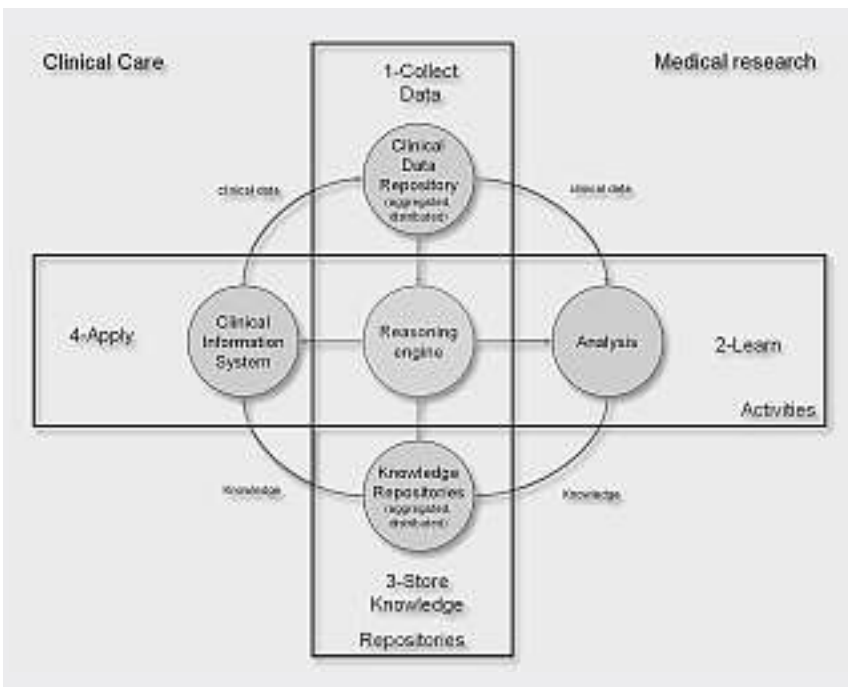 Clinical Care
Medical research
1-Collect
Data
Clinical
Data
Repository
(aggregated,
distributed)
clinical data
clinical data
4-Apply
Clinical
Information
System
Reasoning
engine
Analysis
2-Learn
Activities
Knowledge
Repositories
(aggregated,
distributed)
Knowledge
Knowledge
3-Store
Knowledge
Repositories